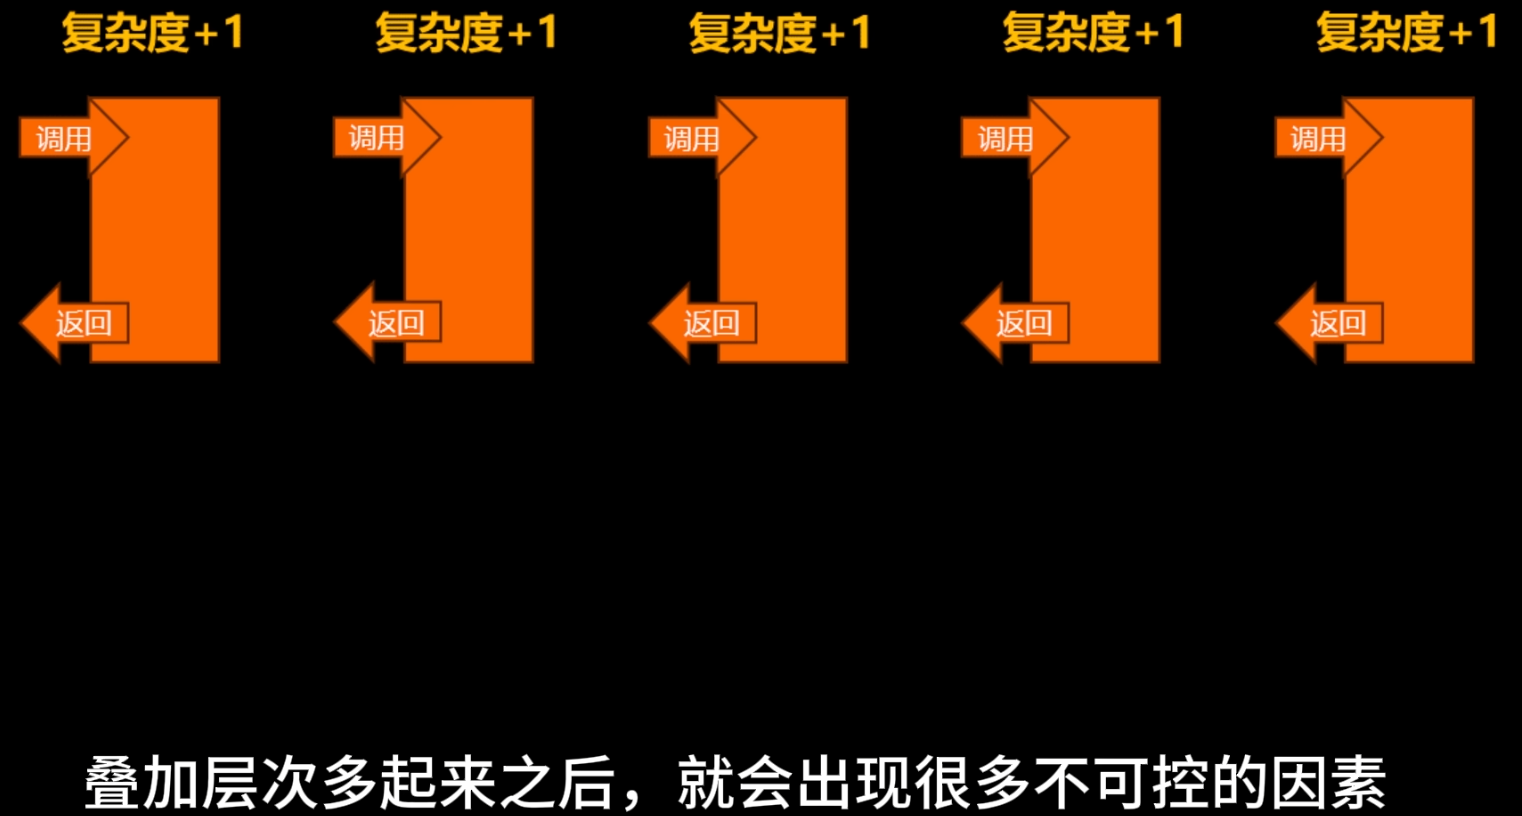 复杂度+1 复杂度+1 复杂度+1 复杂度+1 复杂度+1
调用 调用 调用 调用 调用
返回 返回 返回 返回 返回
叠加层次多起来之后，就会出现很多不可控的因素